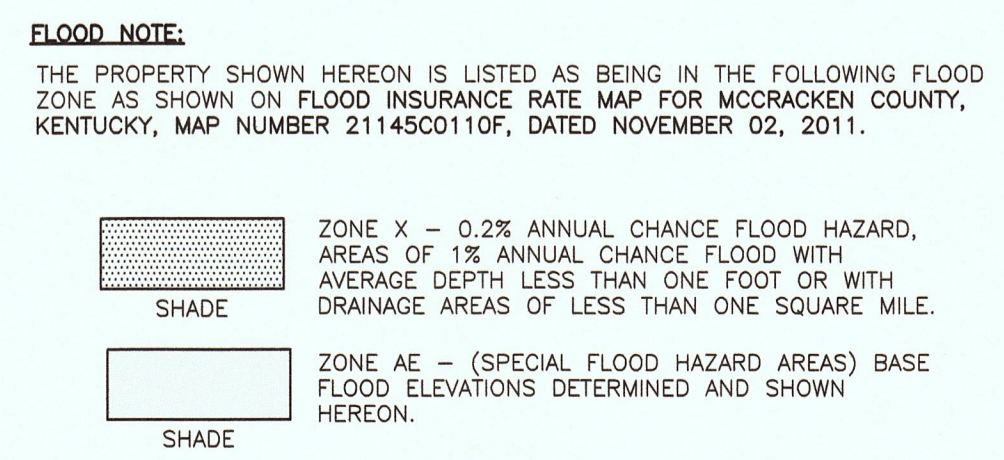 FLOOD NOTE:
THE PROPERTY SHOWN HEREON IS LISTED AS BEING IN THE FOLLOWING FLOOD
ZONE AS SHOWN ON FLOOD INSURANCE RATE MAP FOR MCCRACKEN COUNTY,
KENTUCKY, MAP NUMBER 21145C0110F, DATED NOVEMBER 02, 2011.
ZONE X – 0.2% ANNUAL CHANCE FLOOD HAZARD,
AREAS OF 1% ANNUAL CHANCE FLOOD WITH
AVERAGE DEPTH LESS THAN ONE FOOT OR WITH
DRAINAGE AREAS OF LESS THAN ONE SQUARE MILE.
SHADE
ZONE AE – (SPECIAL FLOOD HAZARD AREAS) BASE
FLOOD ELEVATIONS DETERMINED AND SHOWN
HEREON.
SHADE